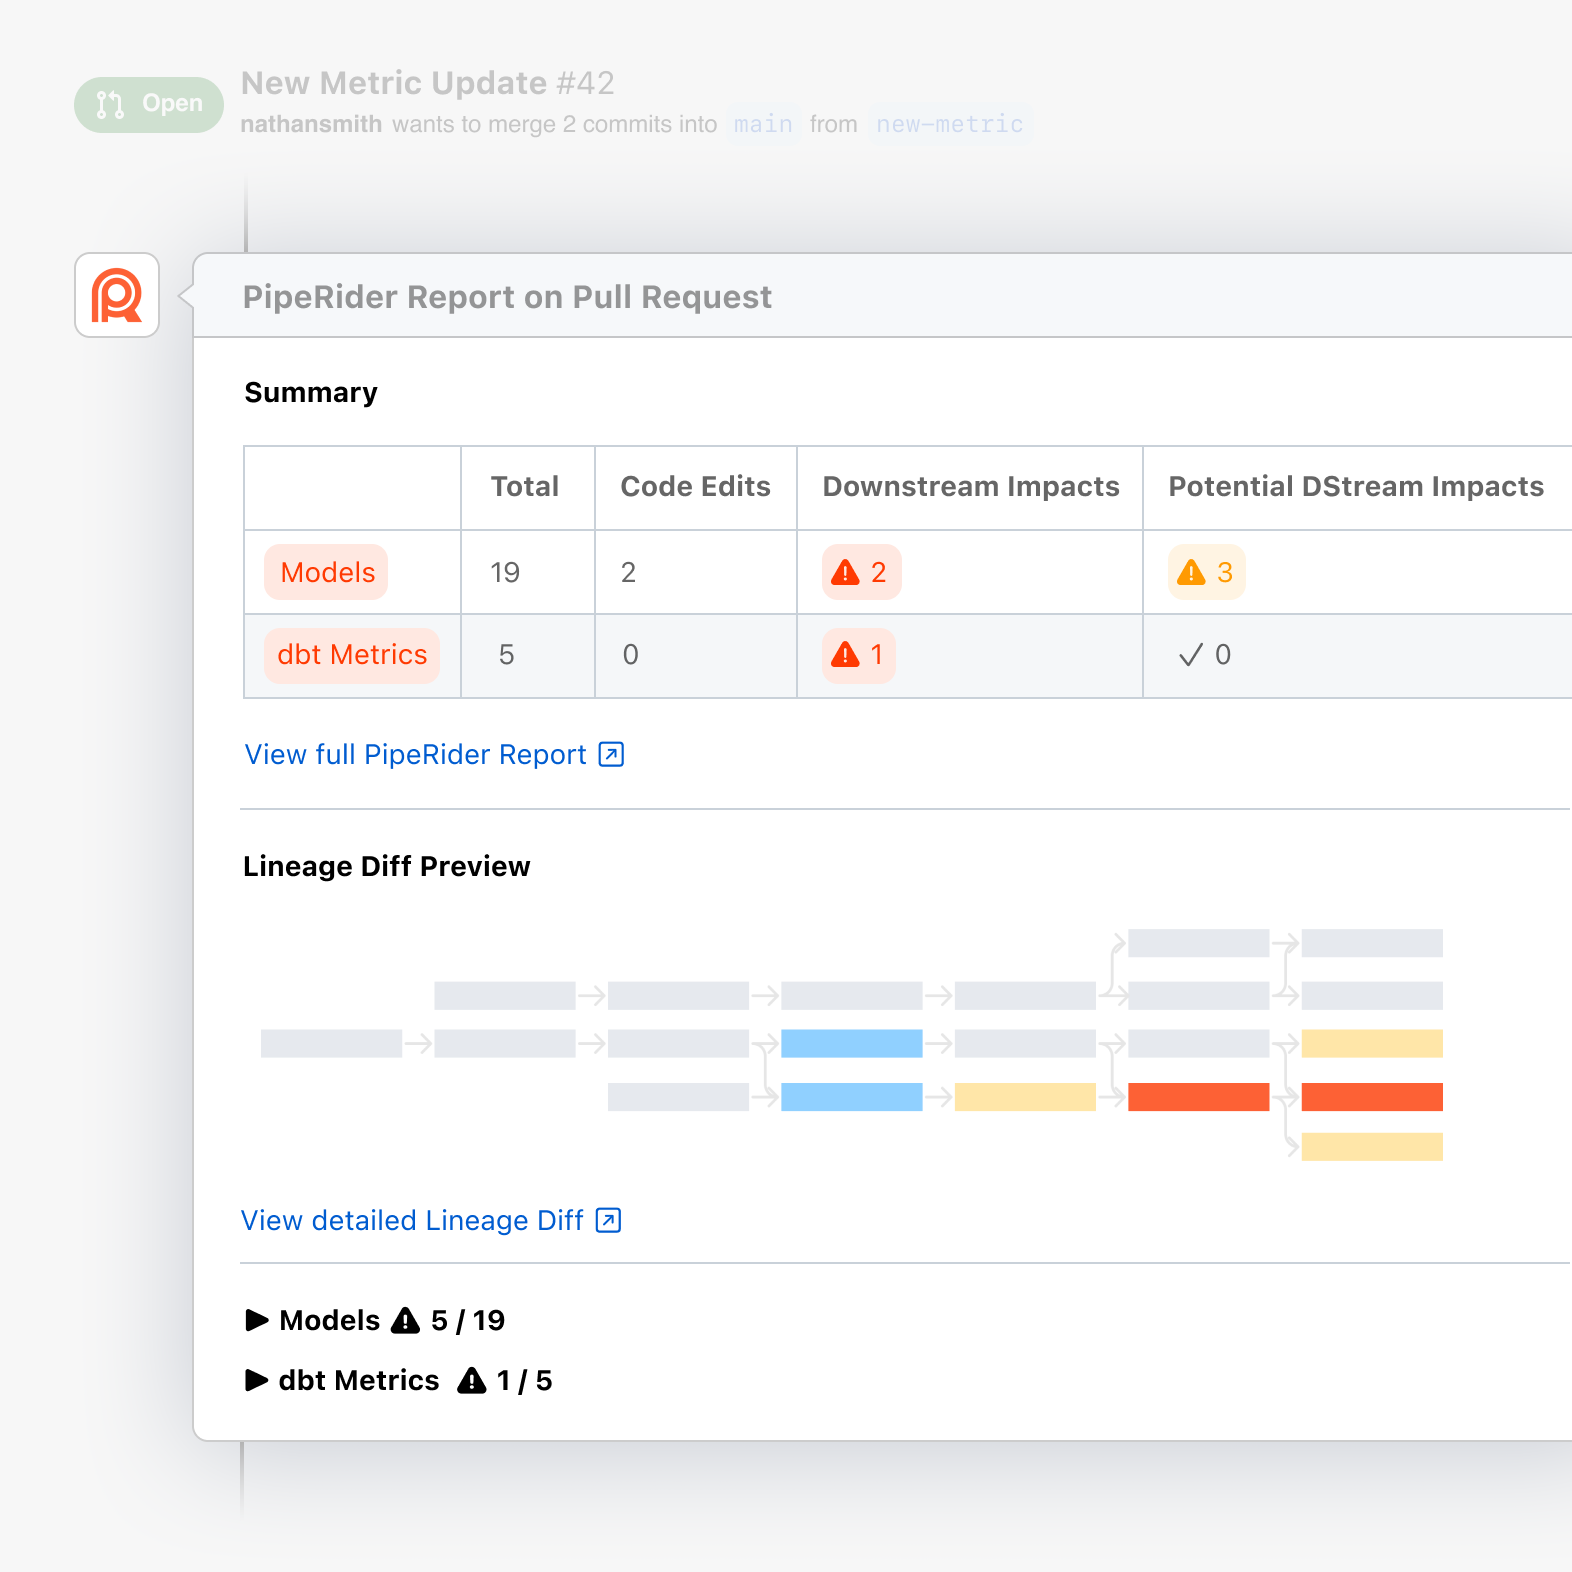 Open
New Metric Update #42
nathansmith wants to merge 2 commits into main from new-metric
PipeRider Report on Pull Request
Summary
Total Code Edits Downstream Impacts Potential DStream Impacts
Models 19 2 2 3
dbt Metrics 5 0 1 0
View full PipeRider Report
Lineage Diff Preview
View detailed Lineage Diff
Models 5 / 19
dbt Metrics 1 / 5